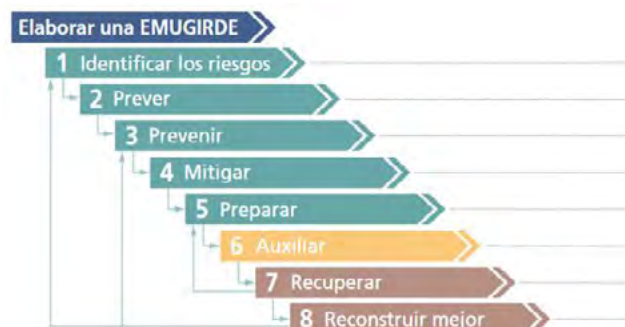 Elaborar una EMUGIRDE
1 Identificar los riesgos
2 Prever
3 Prevenir
4 Mitigar
5 Preparar
6 Auxiliar
7 Recuperar
8 Reconstruir mejor